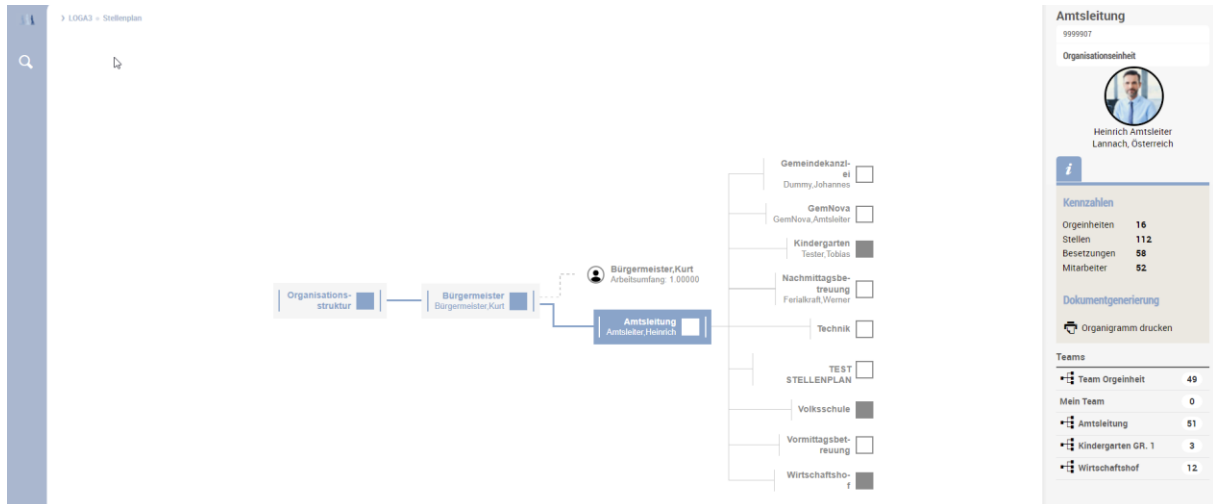 ❯ LOGA3 » Stellenplan
Organisations-
struktur
Bürgermeister
Bürgermeister,Kurt
Bürgermeister,Kurt
Arbeitsumfang: 1.00000
Amtsleitung
Amtsleiter,Heinrich
Gemeindekanzl-
ei
Dummy,Johannes
GemNova
GemNova,Amtsleiter
Kindergarten
Tester,Tobias
Nachmittagsbe-
treuung
Ferialkraft,Werner
Technik
TEST
STELLENPLAN
Volksschule
Vormittagsbet-
reuung
Wirtschaftsho-
f
Amtsleitung
9999907
Organisationseinheit
Heinrich Amtsleiter
Lannach, Österreich
i
Kennzahlen
Orgeinheiten 16
Stellen 112
Besetzungen 58
Mitarbeiter 52
Dokumentgenerierung
Organigramm drucken
Teams
Team Orgeinheit 49
Mein Team 0
Amtsleitung 51
Kindergarten GR. 1 3
Wirtschaftshof 12